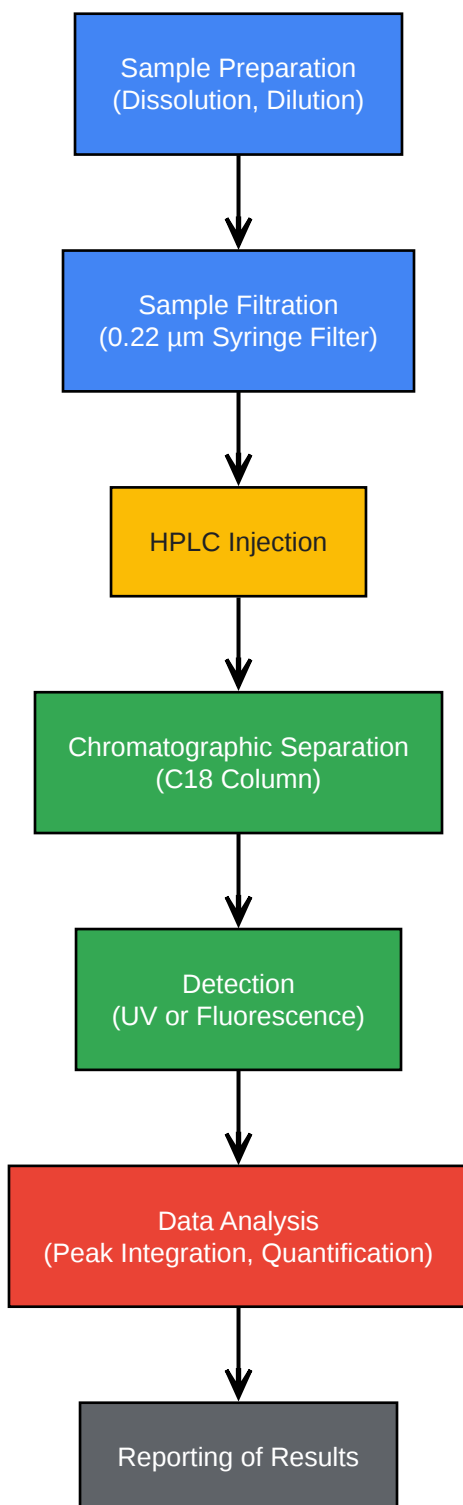 Sample Preparation
(Dissolution, Dilution)
Sample Filtration
(0.22 µm Syringe Filter)
HPLC Injection
Chromatographic Separation
(C18 Column)
Detection
(UV or Fluorescence)
Data Analysis
(Peak Integration, Quantification)
Reporting of Results